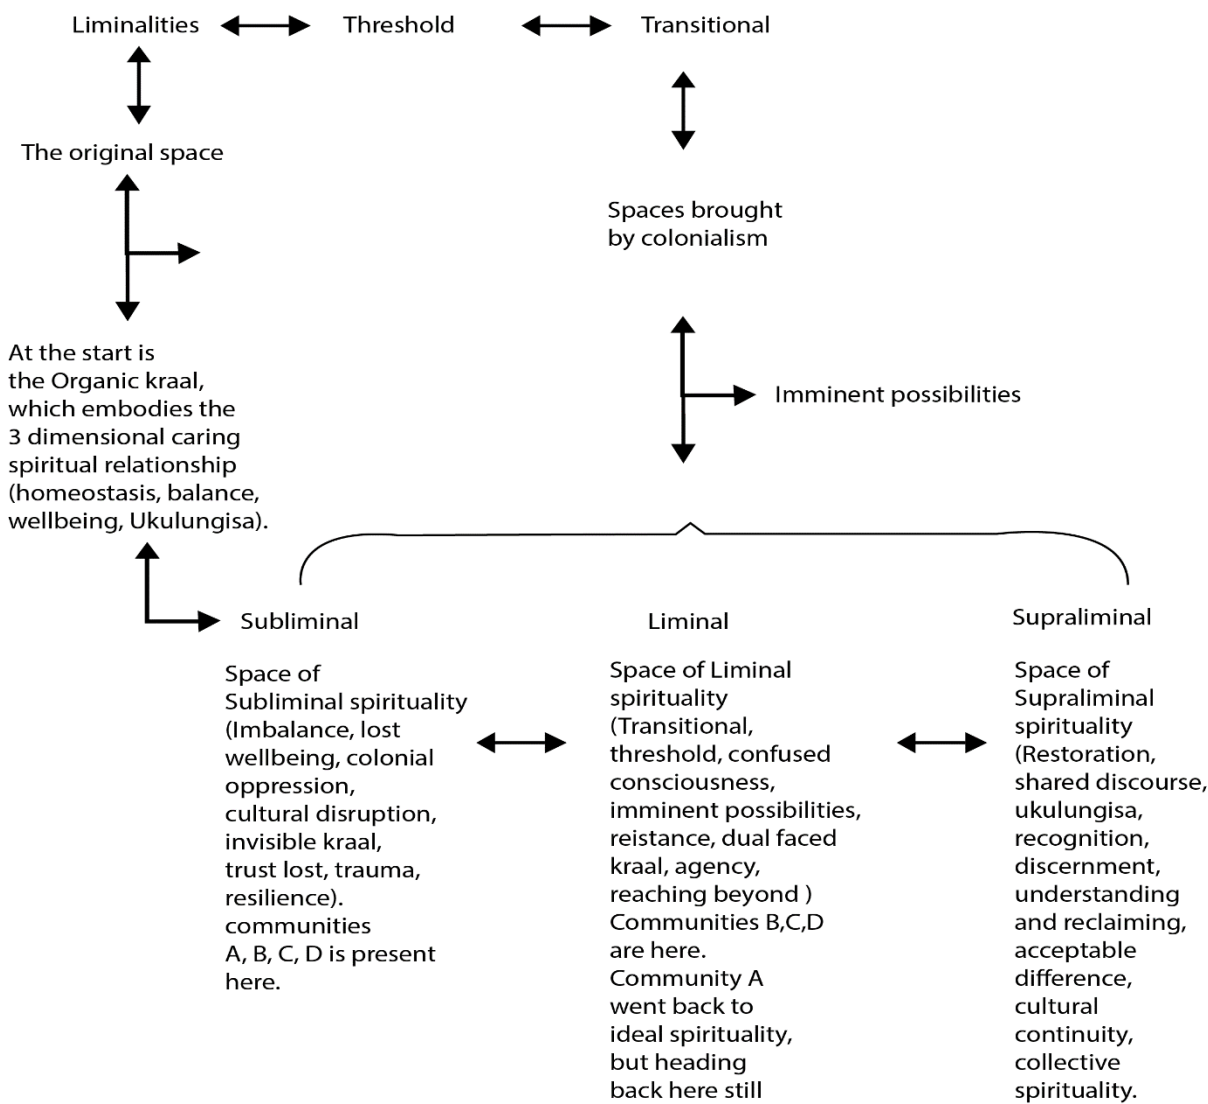 Liminalities
Threshold
Transitional
The original space
Spaces brought
by colonialism
At the start is
the Organic kraal,
which embodies the
3 dimensional caring
spiritual relationship
(homeostasis, balance,
wellbeing, Ukulungisa).
Imminent possibilities
Subliminal
Space of
Subliminal spirituality
(Imbalance, lost
wellbeing, colonial
oppression,
cultural disruption,
invisible kraal,
trust lost, trauma,
resilience).
communities
A, B, C, D is present
here.
Liminal
Space of Liminal
spirituality
(Transitional,
threshold, confused
consciousness,
imminent possibilities,
reistance, dual faced
kraal, agency,
reaching beyond )
Communities B,C,D
are here.
Community A
went back to
ideal spirituality,
but heading
back here still
Supraliminal
Space of
Supraliminal
spirituality
(Restoration,
shared discourse,
ukulungisa,
recognition,
discernment,
understanding
and reclaiming,
acceptable
difference,
cultural
continuity,
collective
spirituality.